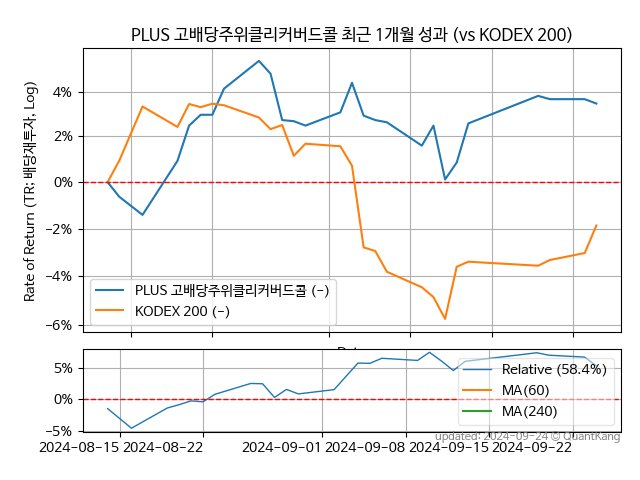 PLUS 고배당주위클리커버드콜 최근 1개월 성과 (vs KODEX 200)
Rate of Return (TR: 배당재투자, Log)
4%
2%
0%
−2%
−4%
−6%
PLUS 고배당주위클리커버드콜 (-)
KODEX 200 (-)
5%
0%
−5%
Relative (58.4%)
MA(60)
MA(240)
2024-08-15 2024-08-22 2024-09-01 2024-09-08 2024-09-15 2024-09-22
updated: 2024-09-24 © QuantKang